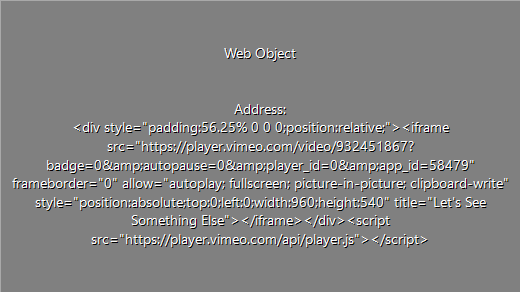 Web Object
Address:
<div style="padding:56.25% 0 0 0;position:relative;"><iframe
src="https://player.vimeo.com/video/932451867?
badge=0&amp;autopause=0&amp;player_id=0&amp;app_id=58479"
frameborder="0" allow="autoplay; fullscreen; picture-in-picture; clipboard-write"
style="position:absolute;top:0;left:0;width:960;height:540" title="Let's See
Something Else"></iframe></div><script
src="https://player.vimeo.com/api/player.js"></script>